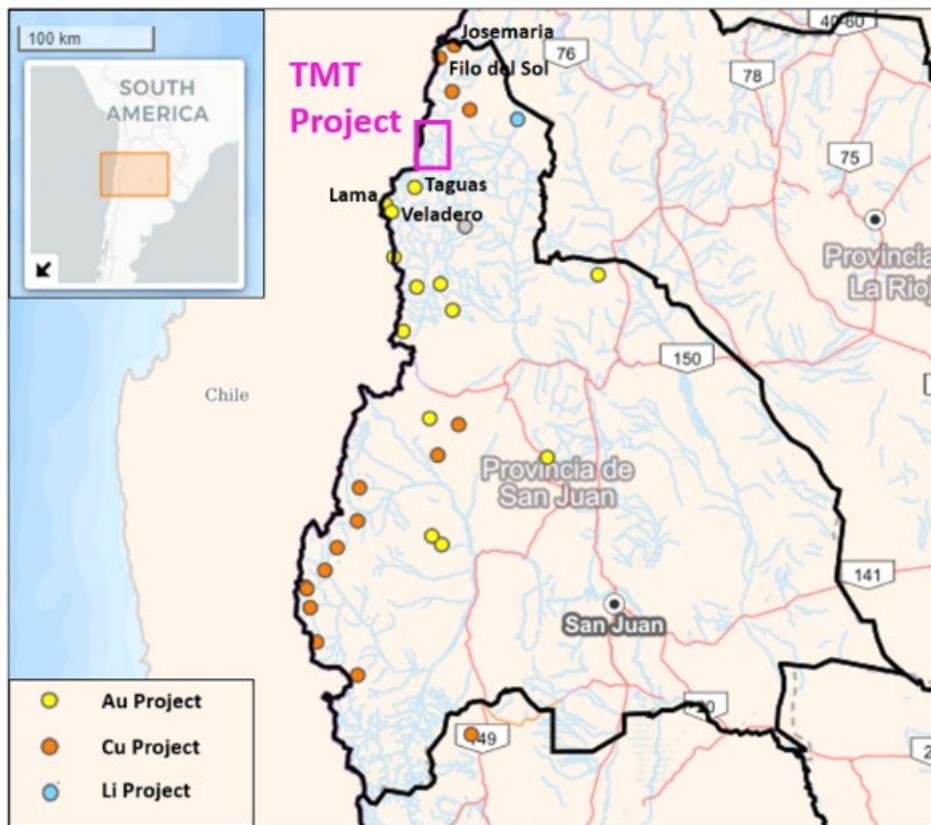 100 km
SOUTH
AMERICA
TMT
Project
Josemaria
Filo del Sol
40-60
76
78
75
Lama
Taguas
Veladero
Provincia
La Rioj
150
Chile
Provincia de
San Juan
141
San Juan
Au Project
Cu Project
Li Project